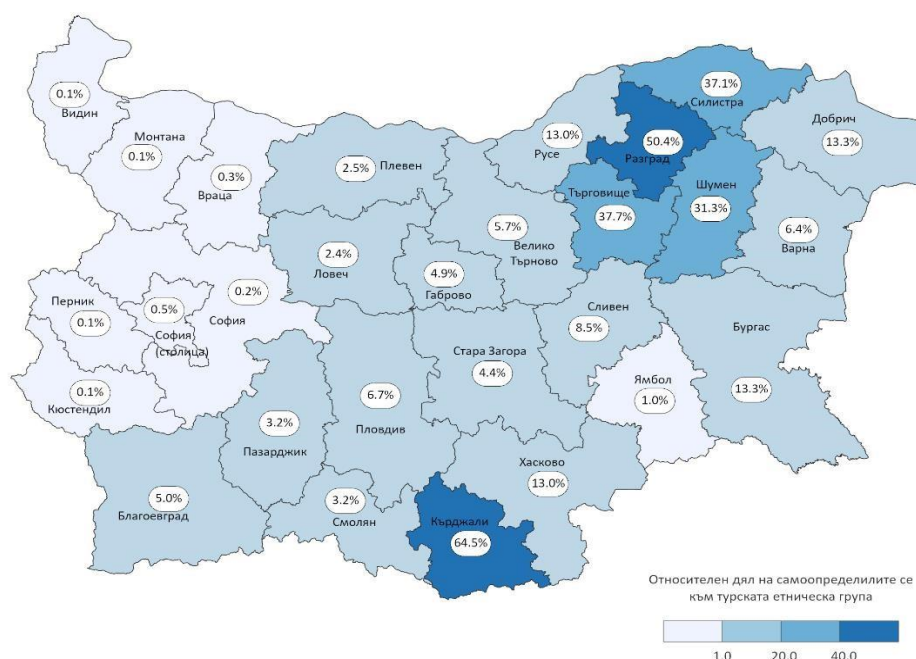 0.1%
Видин
Монтана
0.1%
0.3%
Враца
2.5%
Плевен
13.0%
Русе
50.4%
Разград
37.1%
Силистра
Добрич
13.3%
Търговище
37.7%
Шумен
31.3%
6.4%
Варна
5.7%
Велико
Търново
2.4%
Ловеч
4.9%
Габрово
0.2%
София
0.5%
София
(столица)
Перник
0.1%
0.1%
Кюстендил
Сливен
8.5%
Бургас
13.3%
Стара Загора
4.4%
Ямбол
1.0%
6.7%
Пловдив
3.2%
Пазарджик
5.0%
Благоевград
3.2%
Смолян
Хасково
13.0%
Кърджали
64.5%
Относителен дял на самоопределилите се
към турската етническа група
1.0 20.0 40.0